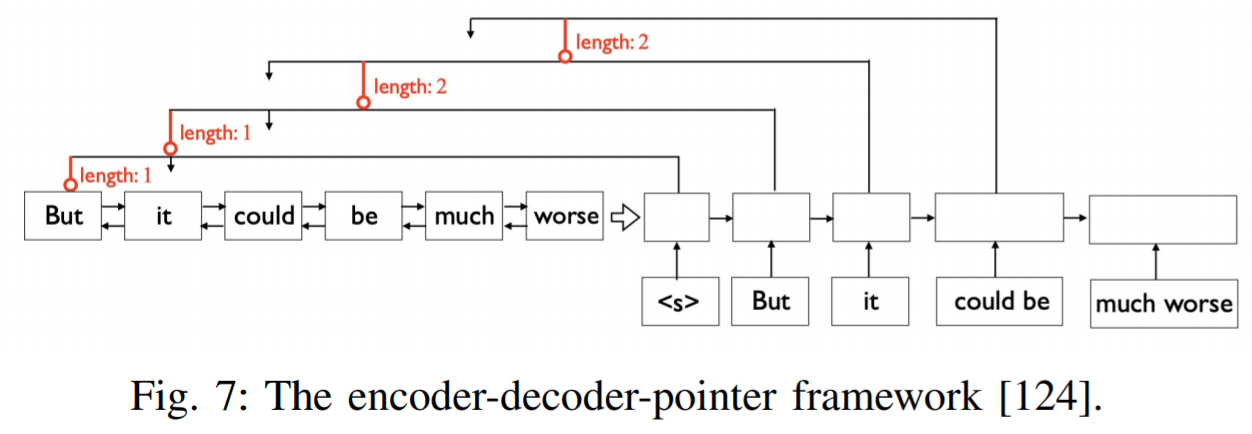 length: 2
length: 2
length: 1
length: 1
But it could be much worse
<s> But it could be much worse
Fig. 7: The encoder-decoder-pointer framework [124].